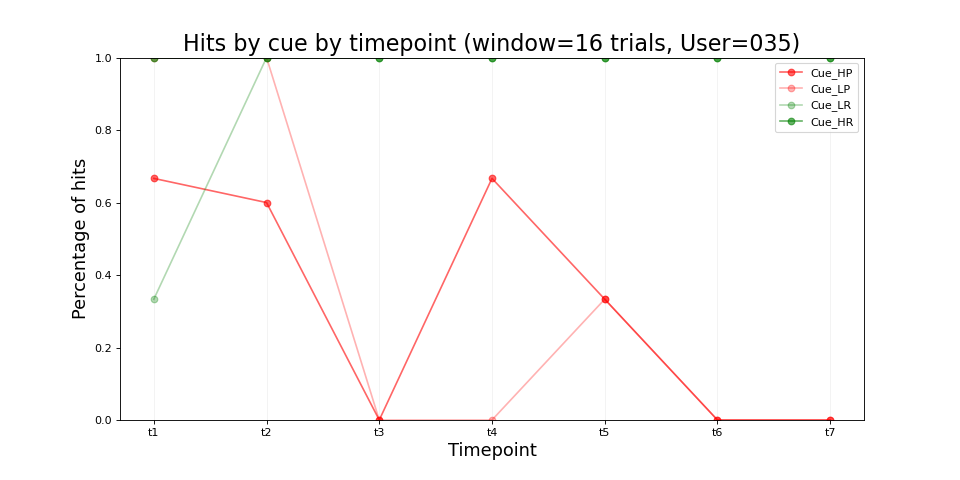 Hits by cue by timepoint (window=16 trials, User=035)
Percentage of hits
1.0
0.8
0.6
0.4
0.2
0.0
Cue_HP
Cue_LP
Cue_LR
Cue_HR
t1 t2 t3 t4 t5 t6 t7
Timepoint